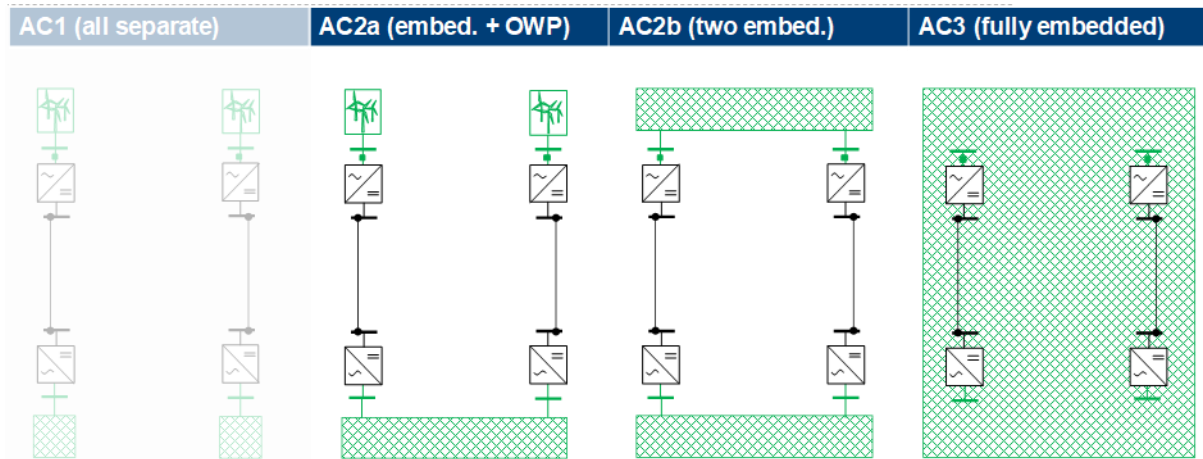 AC1 (all separate)
AC2a (embed. + OWP)
AC2b (two embed.)
AC3 (fully embedded)